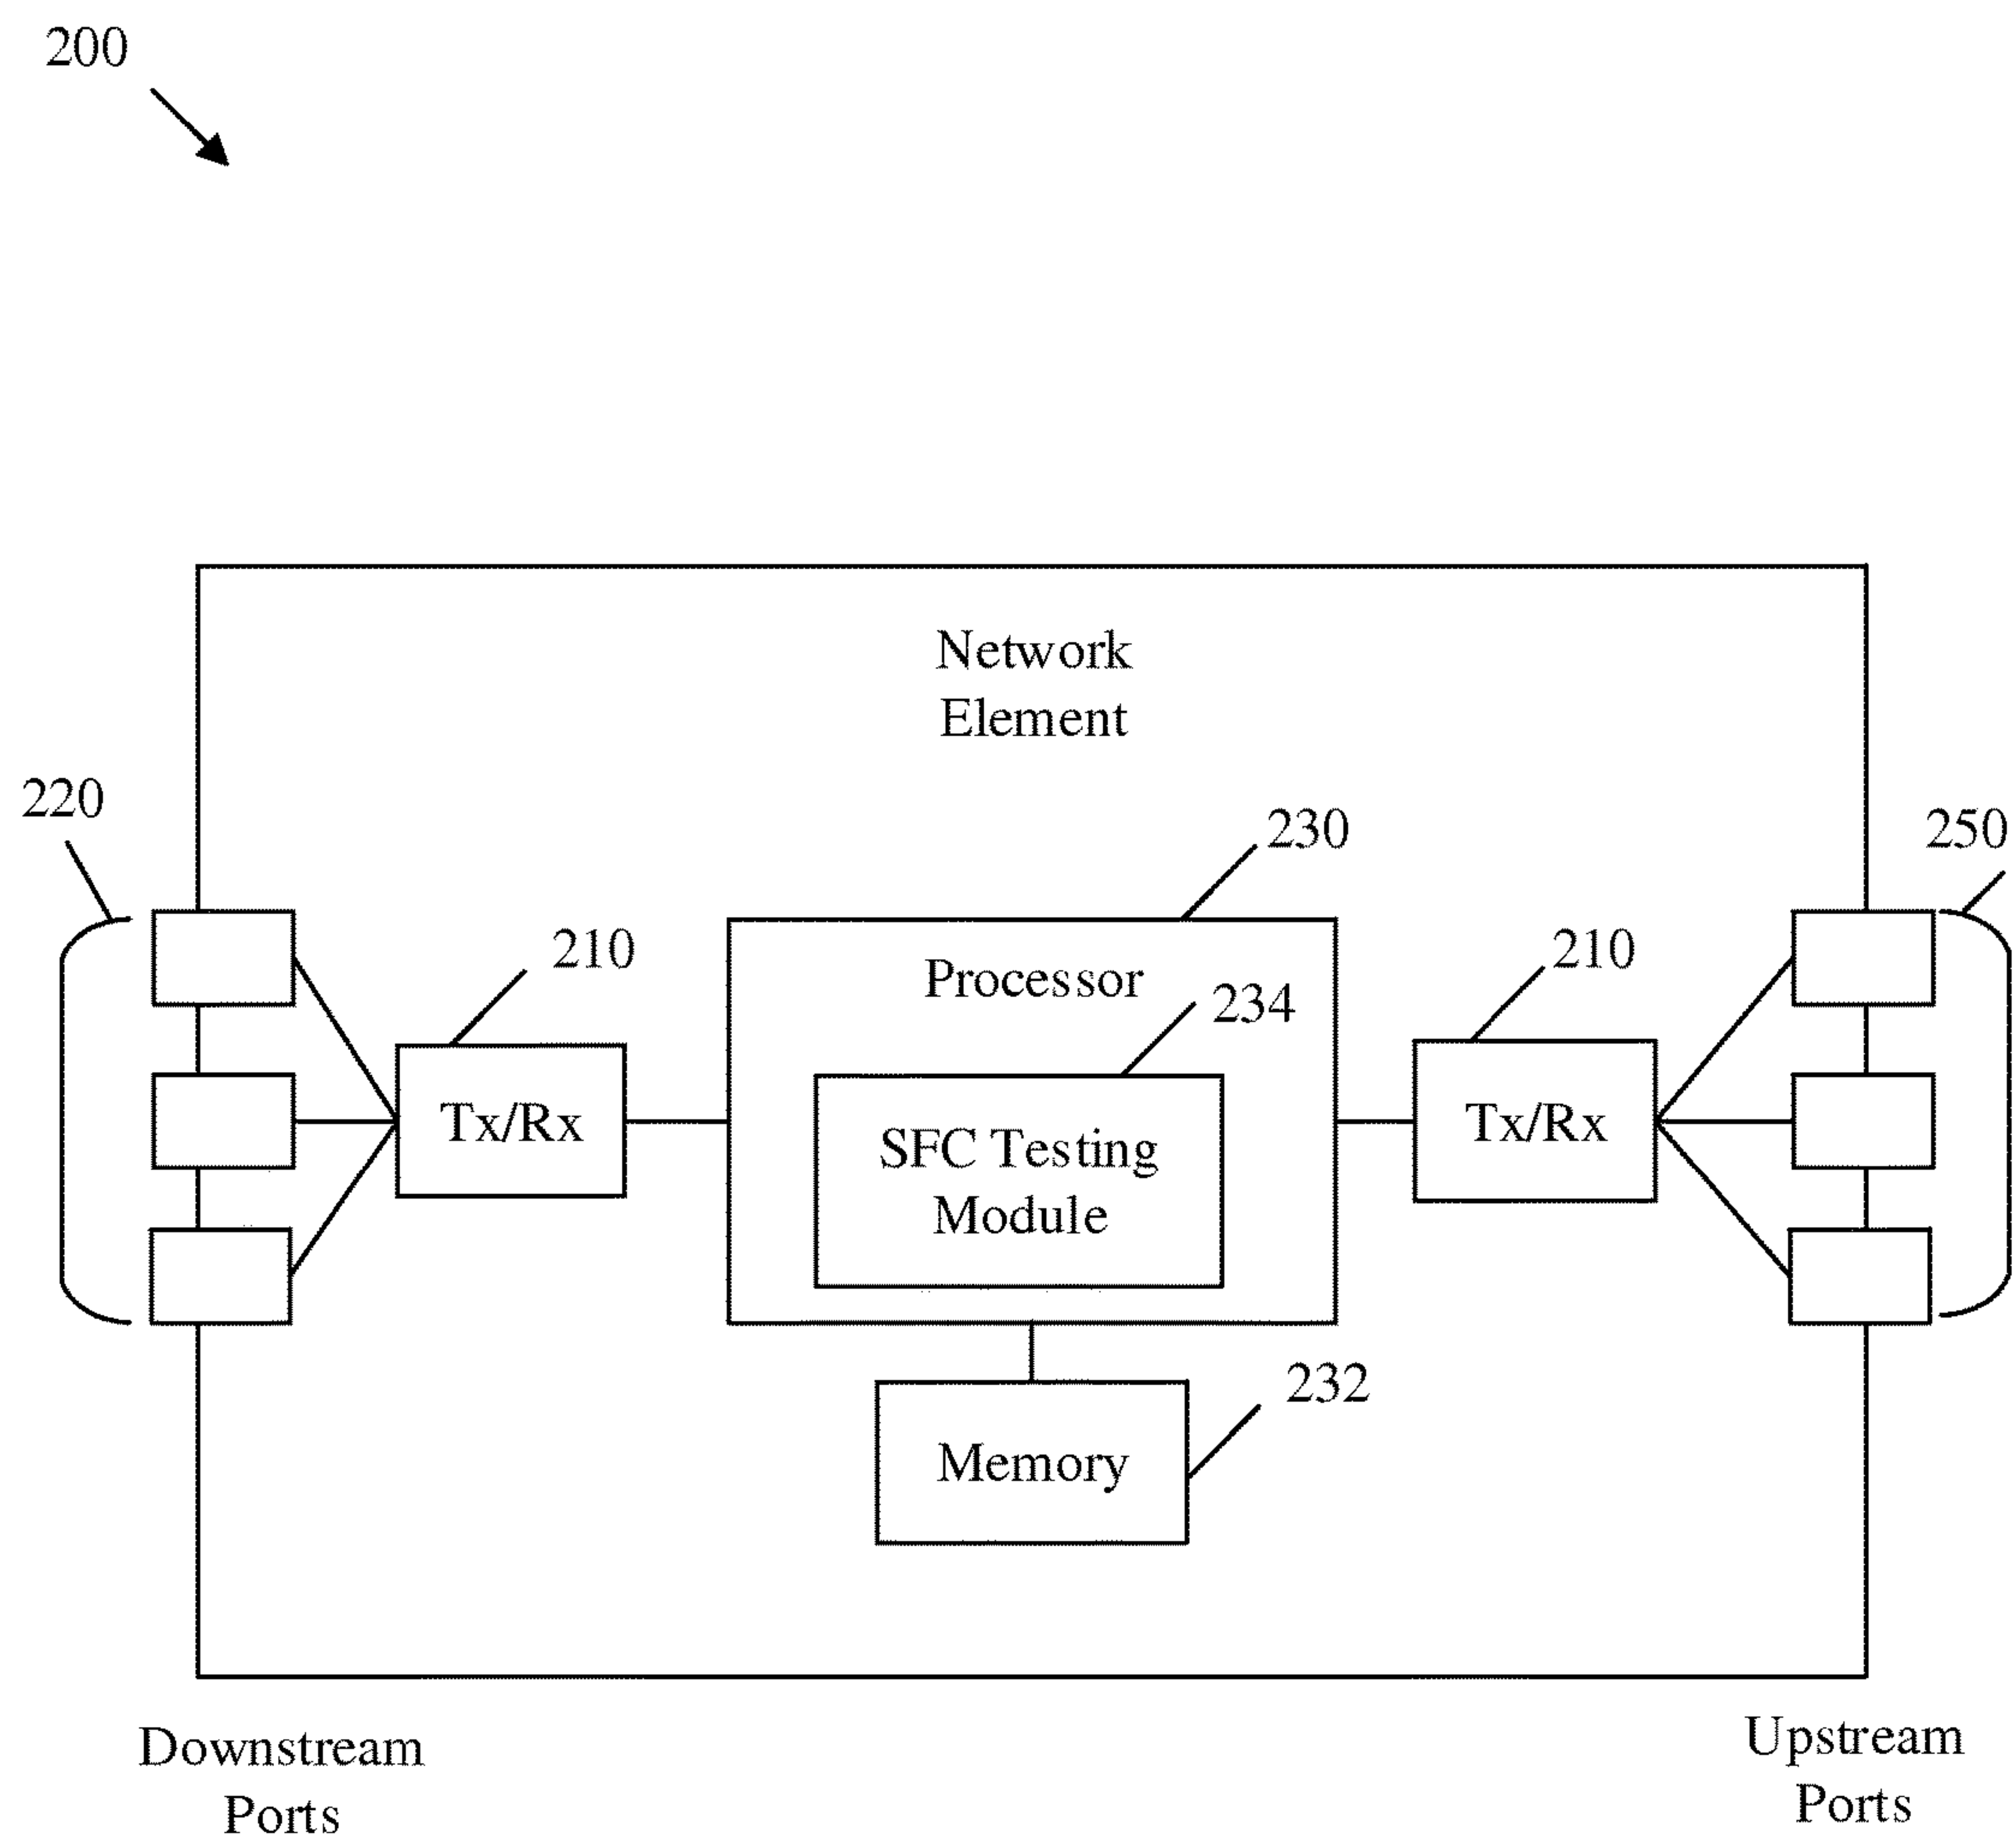 200
Network
Element
220
230
250
210
Processor
210
234
Tx/Rx
SFC Testing
Module
Tx/Rx
232
Memory
Downstream
Ports
Upstream
Ports